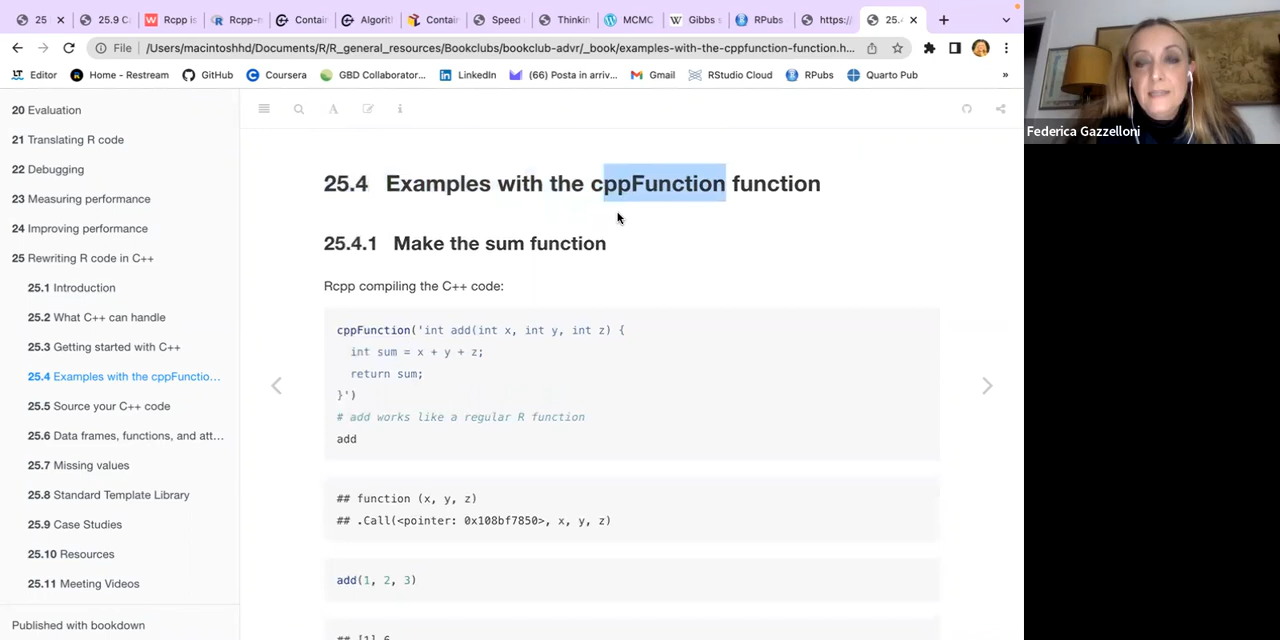 25
25.9 C
Rcpp is
Rcpp-r
Contain
Algorit
Contair
Speed
Thinkin
MCMC
Gibbs s
RPubs
https:/
25.4
File
/Users/macintoshhd/Documents/R/R_general_resources/Bookclubs/bookclub-advr/_book/examples-with-the-cppfunction-function.h...
Editor
Home - Restream
GitHub
Coursera
GBD Collaborator...
LinkedIn
(66) Posta in arriv...
Gmail
RStudio Cloud
RPubs
Quarto Pub
»
Federica Gazzelloni
20 Evaluation
21 Translating R code
22 Debugging
23 Measuring performance
24 Improving performance
25 Rewriting R code in C++
25.1 Introduction
25.2 What C++ can handle
25.3 Getting started with C++
25.4 Examples with the cppFunctio...
25.5 Source your C++ code
25.6 Data frames, functions, and att...
25.7 Missing values
25.8 Standard Template Library
25.9 Case Studies
25.10 Resources
25.11 Meeting Videos
Published with bookdown
25.4 Examples with the cppFunction function
25.4.1 Make the sum function
Rcpp compiling the C++ code:
cppFunction('int add(int x, int y, int z) {
int sum = x + y + z;
return sum;
}')
# add works like a regular R function
add
## function (x, y, z)
## .Call(<pointer: 0x108bf7850>, x, y, z)
add(1, 2, 3)
## [1] 6